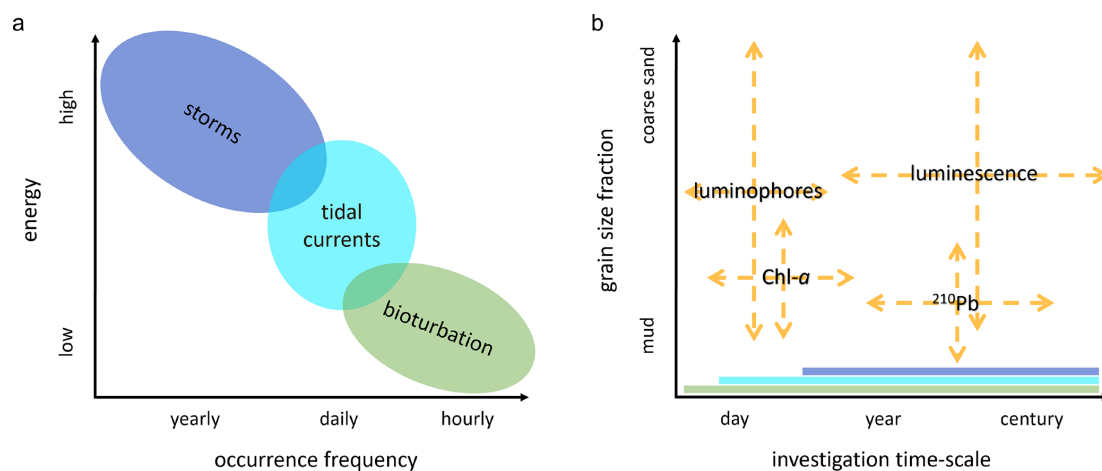 a
energy
high
low
storms
tidal
currents
bioturbation
yearly
daily
hourly
occurrence frequency
b
grain size fraction
coarse sand
mud
luminophores
luminescence
Chl-a
²¹⁰Pb
day
year
century
investigation time-scale